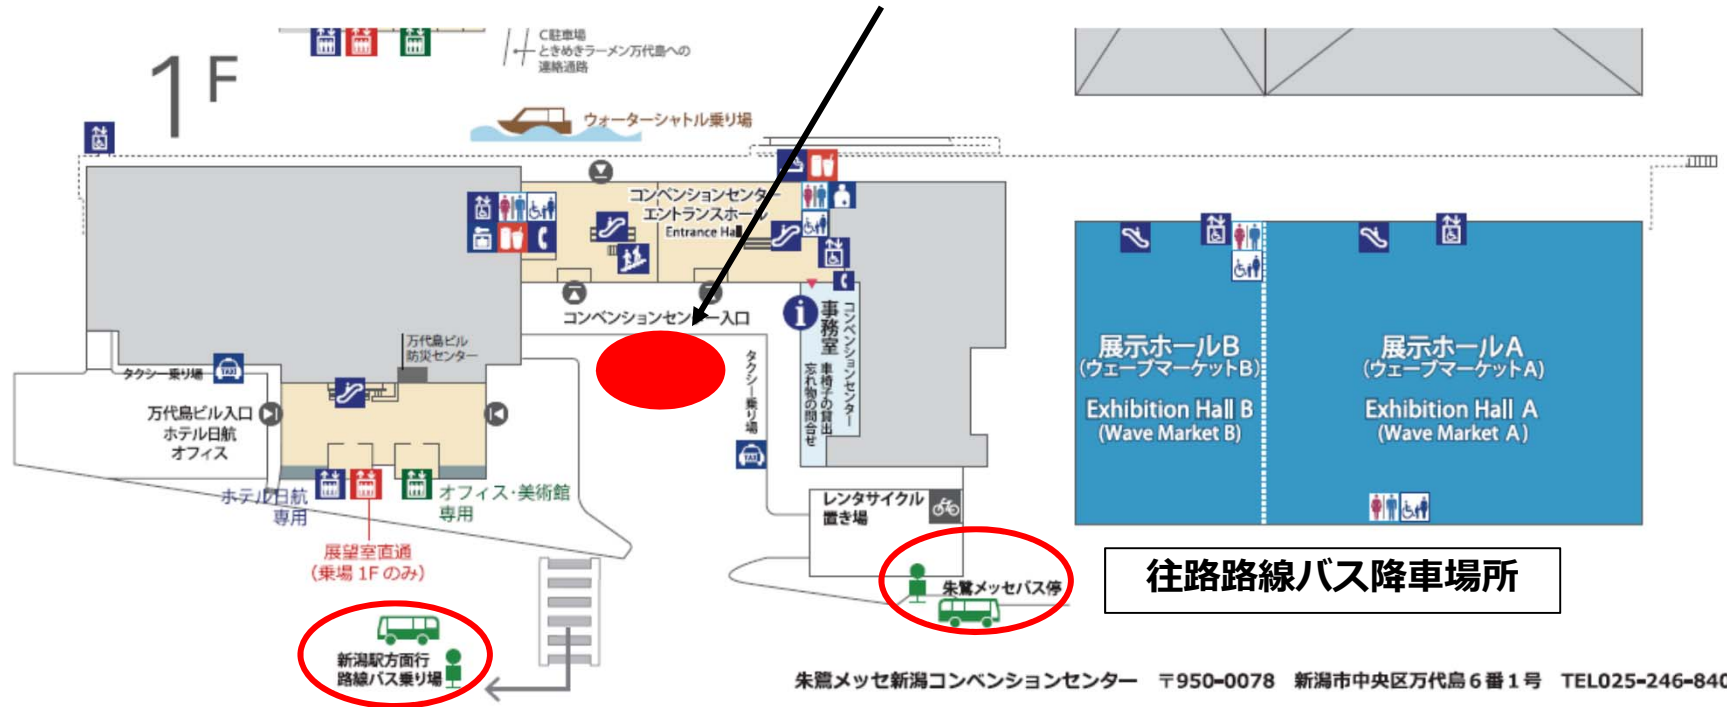 1F
C駐車場
ときめきラーメン万代島への
連絡通路
ウォーターシャトル乗り場
コンベンションセンター
エントランスホール
Entrance Hall
コンベンションセンター入口
万代島ビル
防災センター
タクシー乗り場
万代島ビル入口
ホテル日航
オフィス
ホテル日航
専用
オフィス・美術館
専用
展望室直通
(乗場 1F のみ)
タクシー乗り場
TAXI
TAXI
i
コンベンションセンター
事務室
車椅子の貸出
忘れ物の問合せ
レンタサイクル
置き場
朱鷺メッセバス停
新潟駅方面行
路線バス乗り場
展示ホールB
(ウェーブマーケットB)
Exhibition Hall B
(Wave Market B)
展示ホールA
(ウェーブマーケットA)
Exhibition Hall A
(Wave Market A)
往路路線バス降車場所
朱鷺メッセ新潟コンベンションセンター 〒950-0078 新潟市中央区万代島6番1号 TEL025-246-840